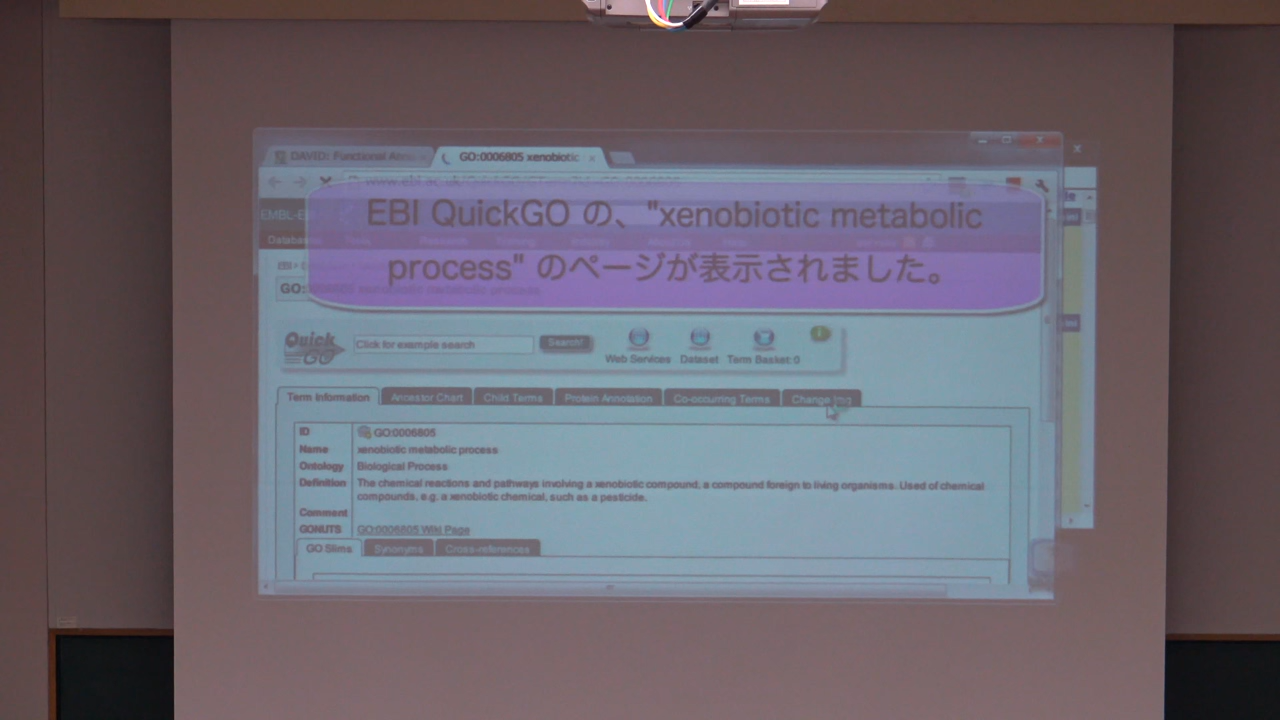 DAVID: Functional Anno
GO:0006805 xenobiotic
EBI QuickGO の、"xenobiotic metabolic
process" のページが表示されました。
EMBL-E
Databas
GO:
Quick GO
Click for example search
Search!
Web Services
Dataset
Term Basket: 0
Term Information
Ancestor Chart
Child Terms
Protein Annotation
Co-occurring Terms
Change Log
ID GO:0006805
Name xenobiotic metabolic process
Ontology Biological Process
Definition The chemical reactions and pathways involving a xenobiotic compound, a compound foreign to living organisms. Used of chemical
compounds, e.g. a xenobiotic chemical, such as a pesticide.
Comment
GONUTS GO:0006805 Wiki Page
GO Slims
Synonyms
Cross-references